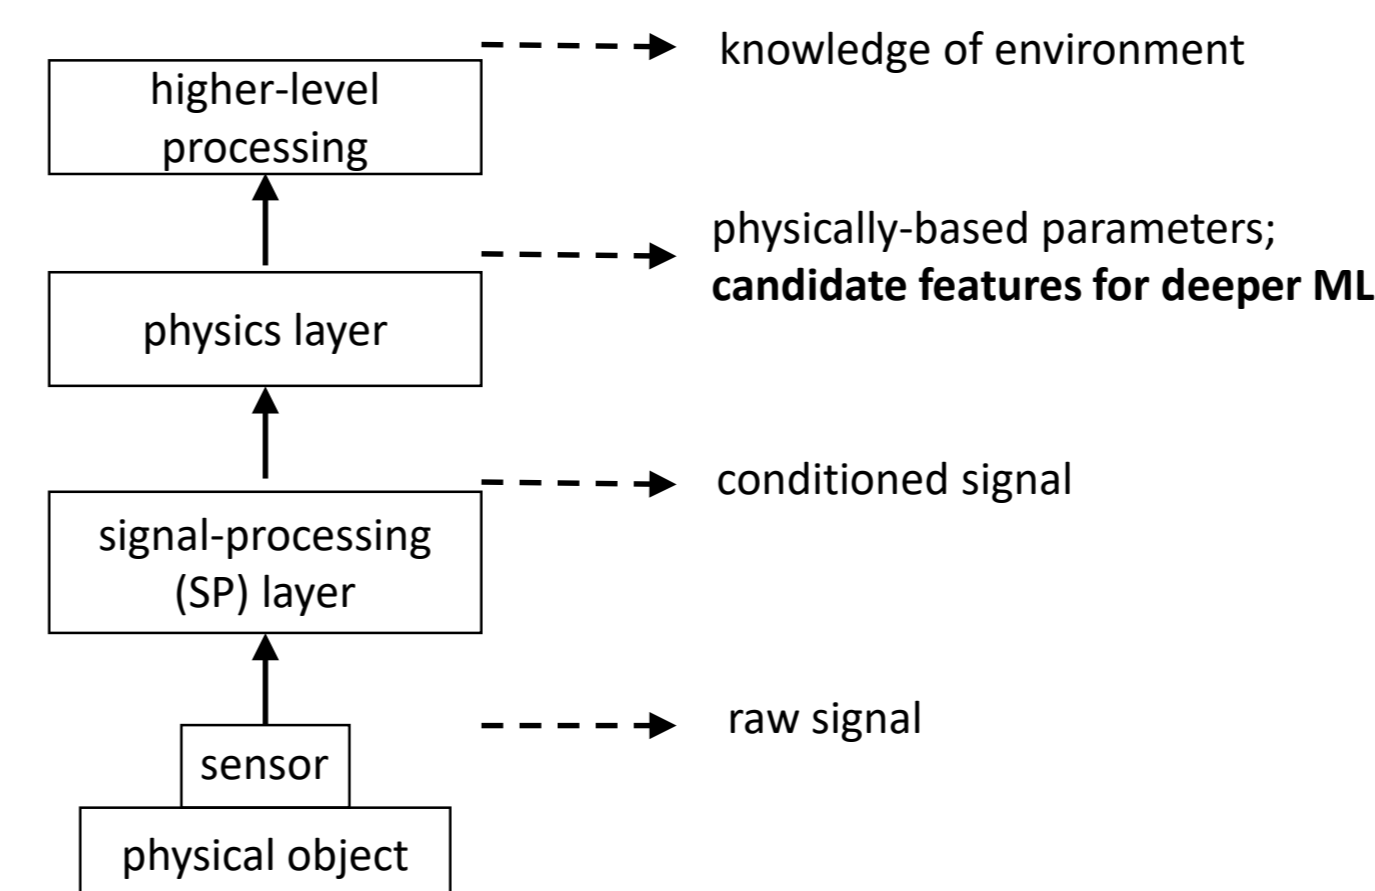 knowledge of environment
higher-level
processing
physically-based parameters;
candidate features for deeper ML
physics layer
conditioned signal
signal-processing
(SP) layer
raw signal
sensor
physical object